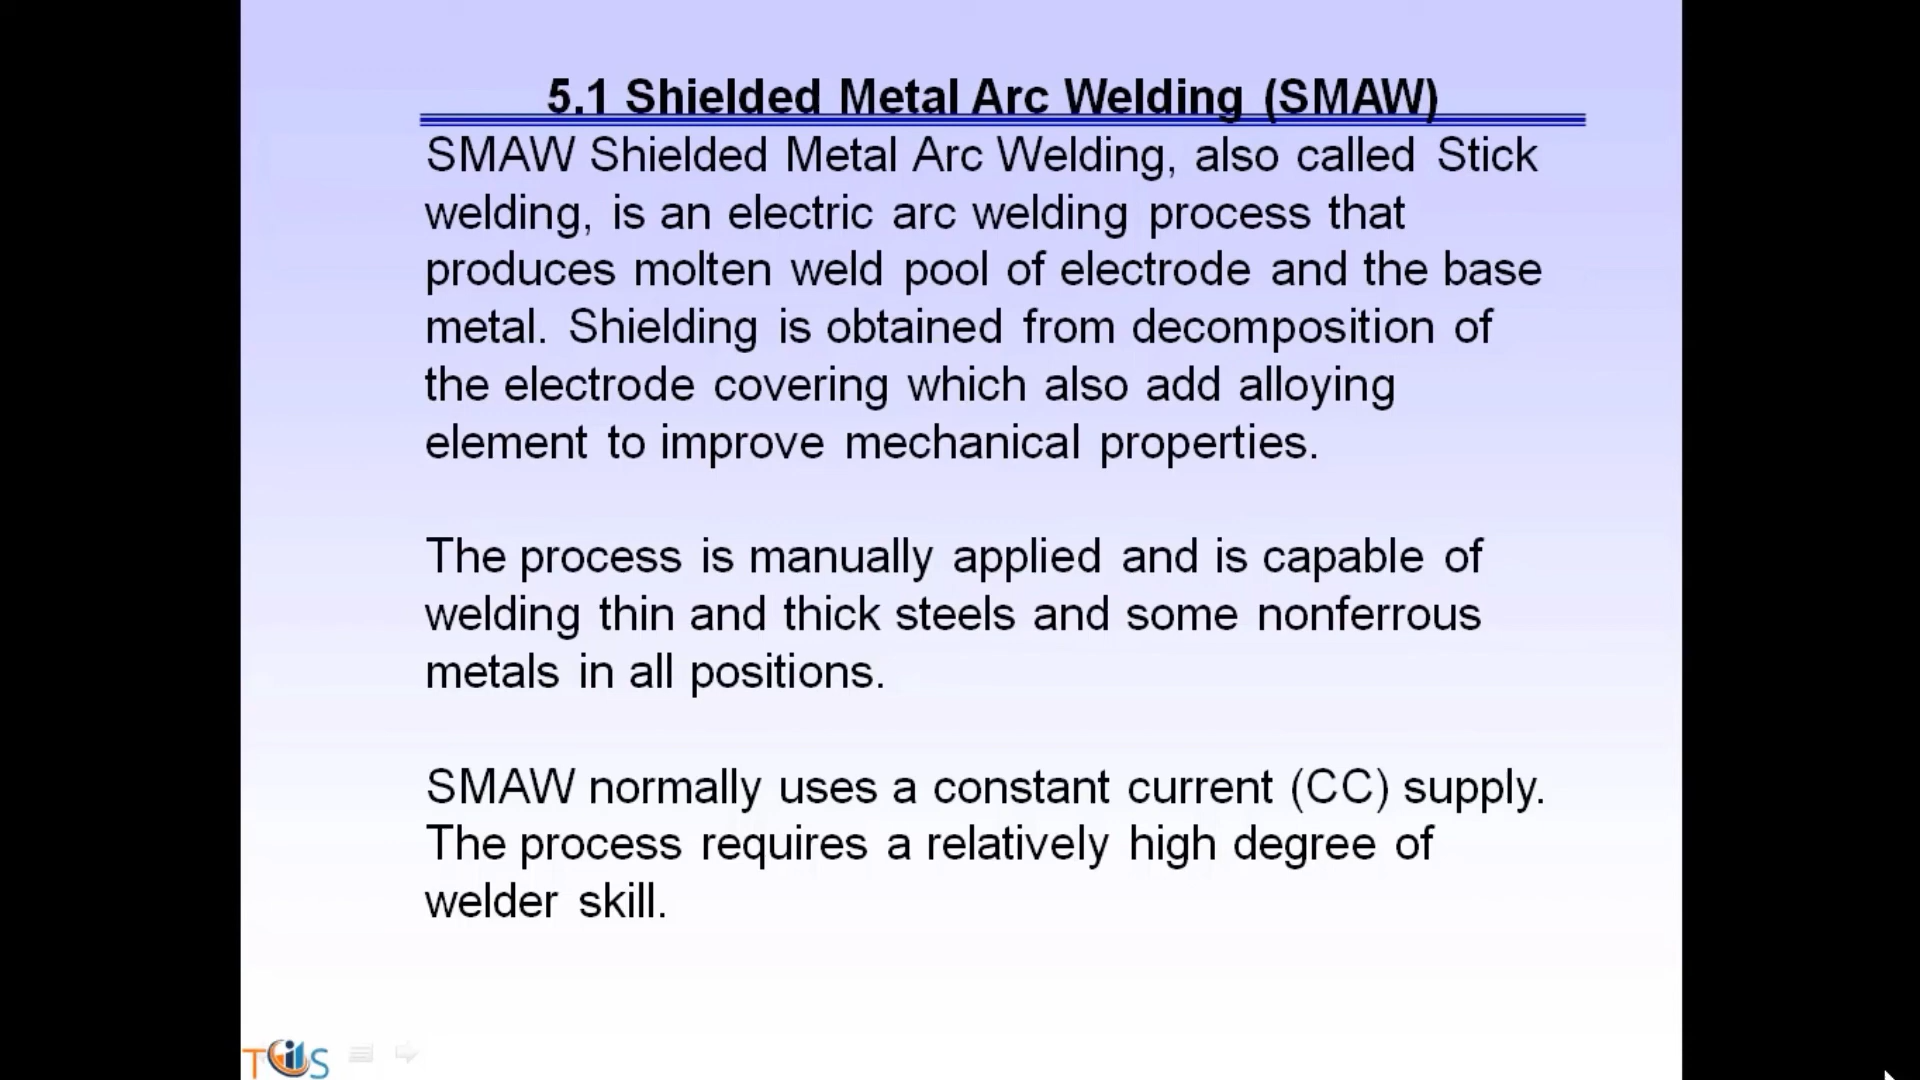 5.1 Shielded Metal Arc Welding (SMAW)
SMAW Shielded Metal Arc Welding, also called Stick
welding, is an electric arc welding process that
produces molten weld pool of electrode and the base
metal. Shielding is obtained from decomposition of
the electrode covering which also add alloying
element to improve mechanical properties.
The process is manually applied and is capable of
welding thin and thick steels and some nonferrous
metals in all positions.
SMAW normally uses a constant current (CC) supply.
The process requires a relatively high degree of
welder skill.